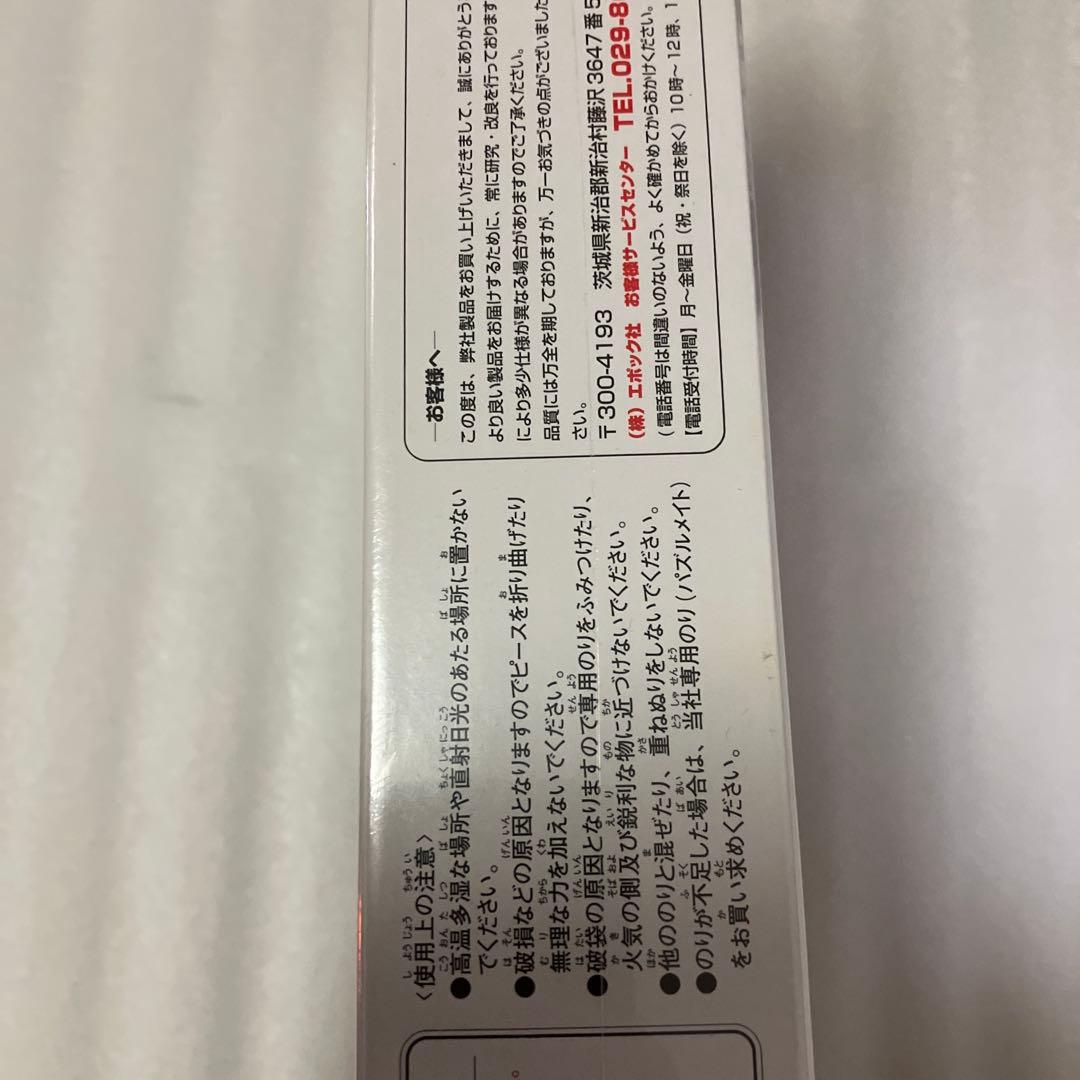 〈使用上の注意〉
●高温多湿な場所や直射日光のあたる場所に置かない
でください。
●破損などの原因となりますのでピースを折り曲げたり
無理な力を加えないでください。
●破袋の原因となりますので専用のりをふみつけたり、
火気の側及び鋭利な物に近づけないでください。
●他ののりと混ぜたり、重ねぬりをしないでください。
●のりが不足した場合は、当社専用のり(パズルメイト)
をお買い求めください。
お客様へ
この度は、弊社製品をお買い上げいただきまして、誠にありがとう
より良い製品をお届けするために、常に研究・改良を行っております
により多少仕様が異なる場合がありますのでご了承ください。
品質には万全を期しておりますが、万一お気づきの点がございました
さい。
〒300-4193 茨城県新治郡新治村藤沢3647番5
(株)エポック社 お客様サービスセンター TEL.029-8
(電話番号は間違いのないよう、よく確かめてからおかけください。)
【電話受付時間】月〜金曜日(祝・祭日を除く)10時〜12時、1